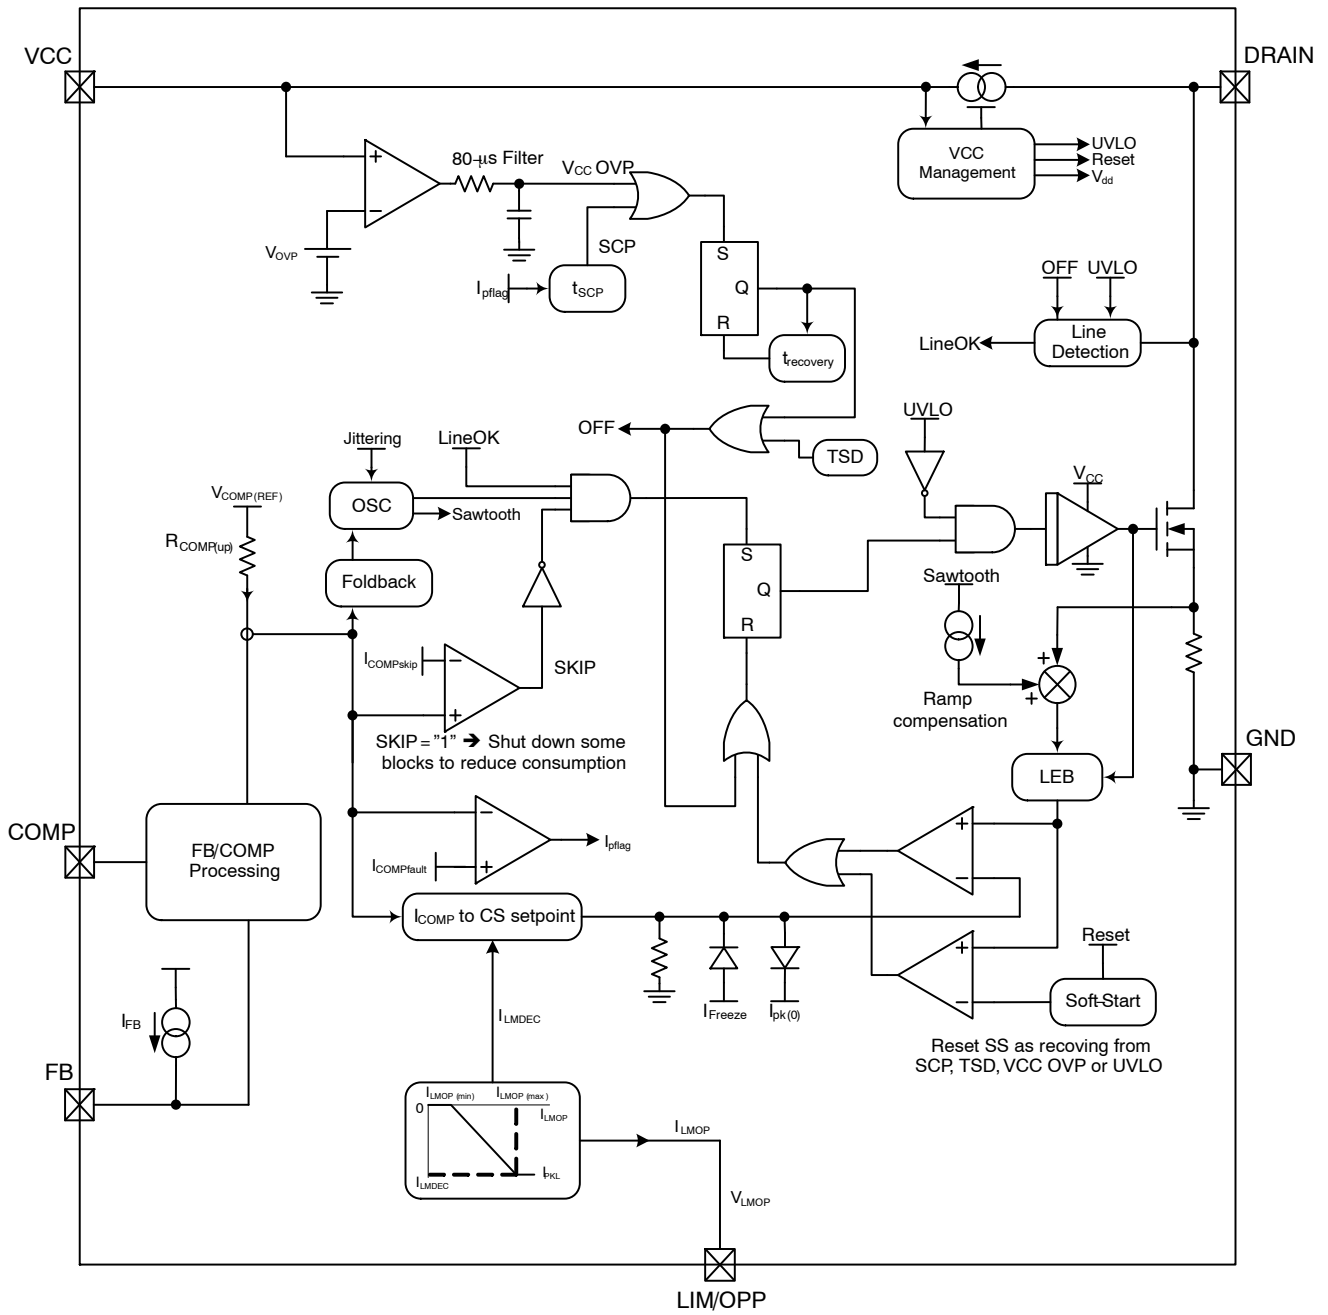 VCC
DRAIN
80–μs Filter
VCC OVP
+
–
VOVP
SCP
Ipflag
tSCP
S
Q
R
trecovery
VCC
Management
UVLO
Reset
Vdd
OFF
UVLO
Line
Detection
LineOK
OFF
TSD
UVLO
VCC
Jittering
LineOK
OSC
Sawtooth
VCOMP(REF)
RCOMP(up)
Foldback
S
Q
R
Sawtooth
+
+
Ramp
compensation
ICOMPskip
–
+
SKIP
SKIP = ”1” ➔ Shut down some
blocks to reduce consumption
LEB
GND
COMP
FB/COMP
Processing
–
+
ICOMPfault
Ipflag
+
–
ICOMP to CS setpoint
+
–
Reset
Soft–Start
IFreeze
Ipk(0)
Reset SS as recoving from
SCP, TSD, VCC OVP or UVLO
IFB
FB
ILMDEC
ILMOP (min)
ILMOP (max)
0
ILMOP
ILMDEC
IPKL
ILMOP
VLMOP
LIM/OPP